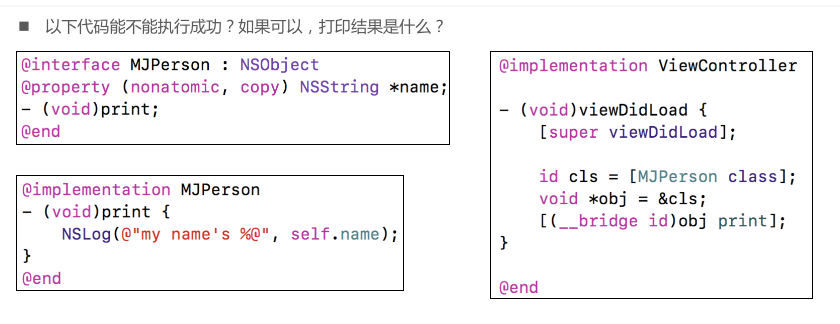 ■ 以下代码能不能执行成功？如果可以，打印结果是什么？
@interface MJPerson : NSObject
@property (nonatomic, copy) NSString *name;
- (void)print;
@end
@implementation MJPerson
- (void)print {
    NSLog(@"my name's %@", self.name);
}
@end
@implementation ViewController
- (void)viewDidLoad {
    [super viewDidLoad];
    id cls = [MJPerson class];
    void *obj = &cls;
    [(__bridge id)obj print];
}
@end